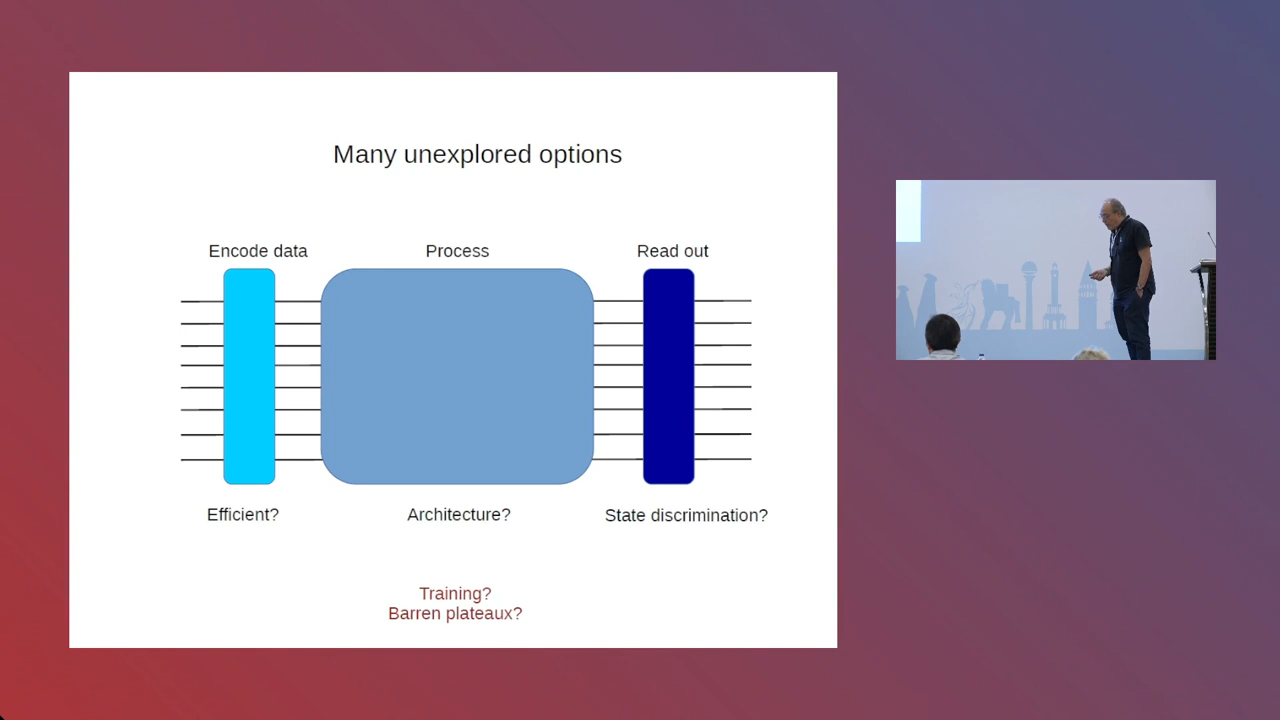 Many unexplored options
Encode data
Process
Read out
Efficient?
Architecture?
State discrimination?
Training?
Barren plateaux?